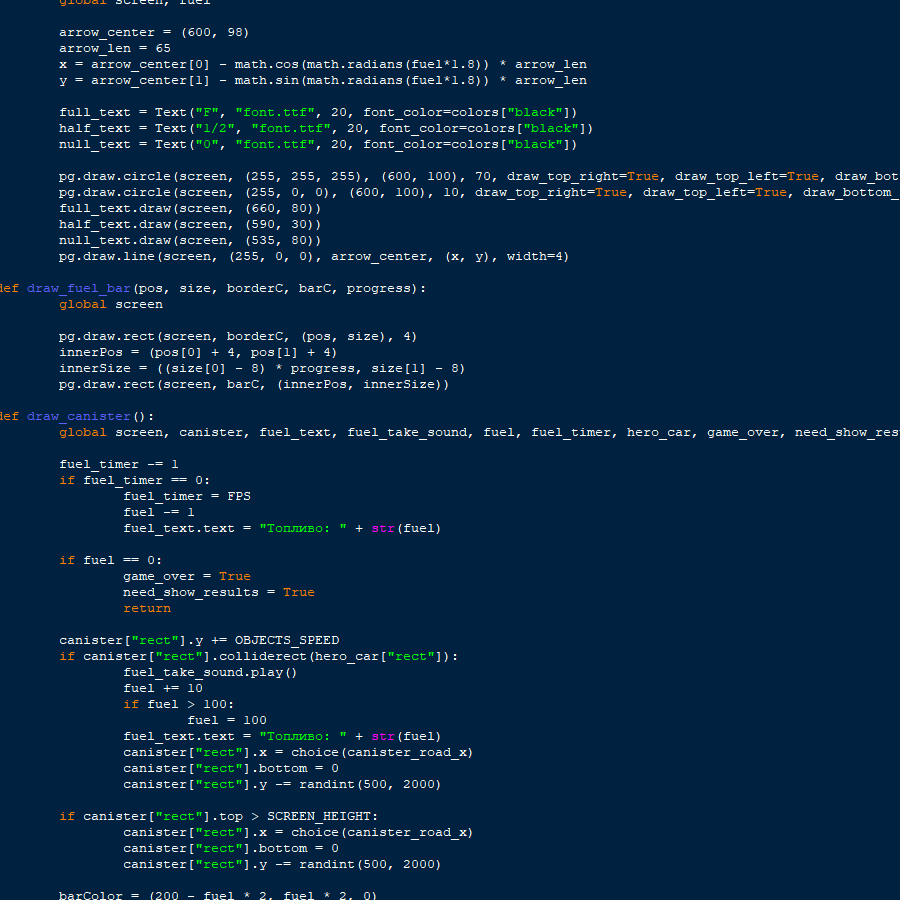 global screen, fuel
arrow_center = (600, 98)
arrow_len = 65
x = arrow_center[0] - math.cos(math.radians(fuel*1.8)) * arrow_len
y = arrow_center[1] - math.sin(math.radians(fuel*1.8)) * arrow_len
full_text = Text("F", "font.ttf", 20, font_color=colors["black"])
half_text = Text("1/2", "font.ttf", 20, font_color=colors["black"])
null_text = Text("0", "font.ttf", 20, font_color=colors["black"])
pg.draw.circle(screen, (255, 255, 255), (600, 100), 70, draw_top_right=True, draw_top_left=True, draw_bot
pg.draw.circle(screen, (255, 0, 0), (600, 100), 10, draw_top_right=True, draw_top_left=True, draw_bottom_
full_text.draw(screen, (660, 80))
half_text.draw(screen, (590, 30))
null_text.draw(screen, (535, 80))
pg.draw.line(screen, (255, 0, 0), arrow_center, (x, y), width=4)
def draw_fuel_bar(pos, size, borderC, barC, progress):
global screen
pg.draw.rect(screen, borderC, (pos, size), 4)
innerPos = (pos[0] + 4, pos[1] + 4)
innerSize = ((size[0] - 8) * progress, size[1] - 8)
pg.draw.rect(screen, barC, (innerPos, innerSize))
def draw_canister():
global screen, canister, fuel_text, fuel_take_sound, fuel, fuel_timer, hero_car, game_over, need_show_res
fuel_timer -= 1
if fuel_timer == 0:
fuel_timer = FPS
fuel -= 1
fuel_text.text = "Топливо: " + str(fuel)
if fuel == 0:
game_over = True
need_show_results = True
return
canister["rect"].y += OBJECTS_SPEED
if canister["rect"].colliderect(hero_car["rect"]):
fuel_take_sound.play()
fuel += 10
if fuel > 100:
fuel = 100
fuel_text.text = "Топливо: " + str(fuel)
canister["rect"].x = choice(canister_road_x)
canister["rect"].bottom = 0
canister["rect"].y -= randint(500, 2000)
if canister["rect"].top > SCREEN_HEIGHT:
canister["rect"].x = choice(canister_road_x)
canister["rect"].bottom = 0
canister["rect"].y -= randint(500, 2000)
barColor = (200 - fuel * 2, fuel * 2, 0)